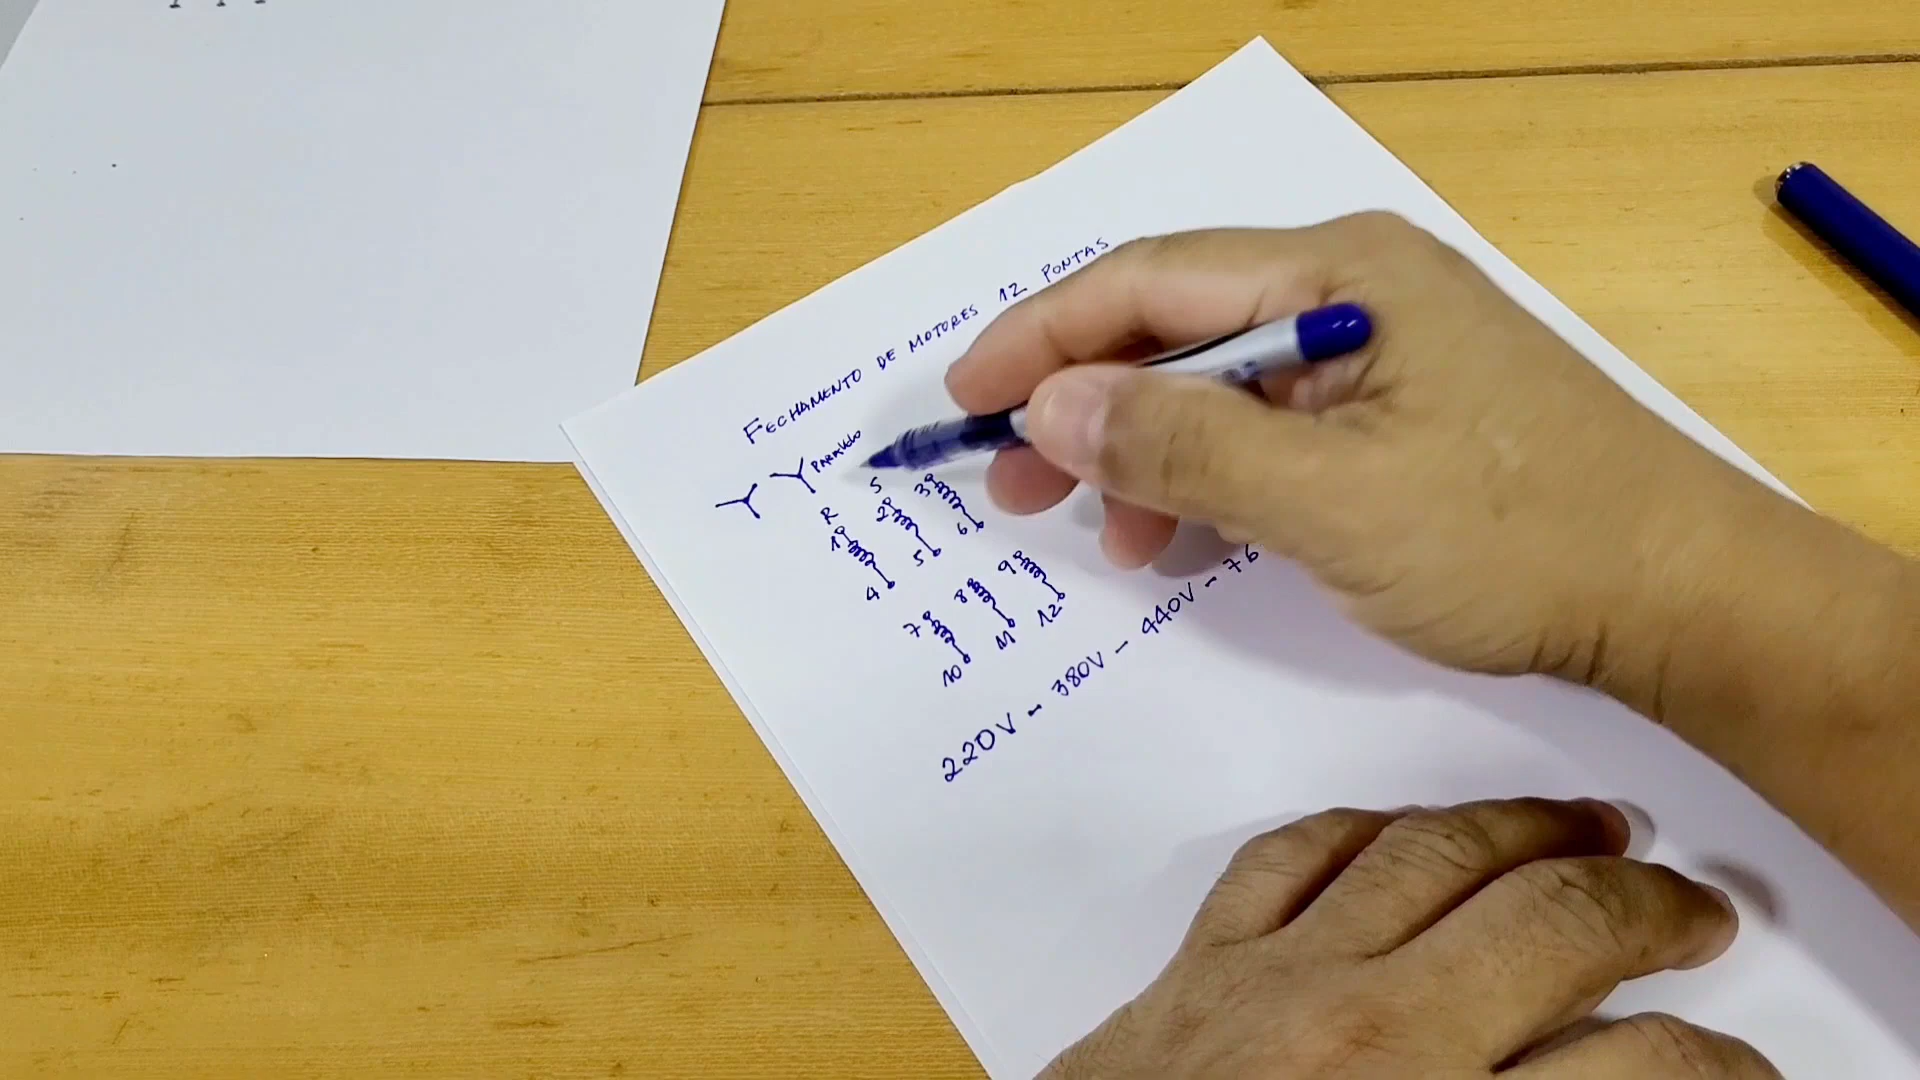 FECHAMENTO DE MOTORES 12 PONTAS
PARALELO
R S
1 2 3
4 5 6
7 8 9
10 11 12
220V - 380V - 440V - 76